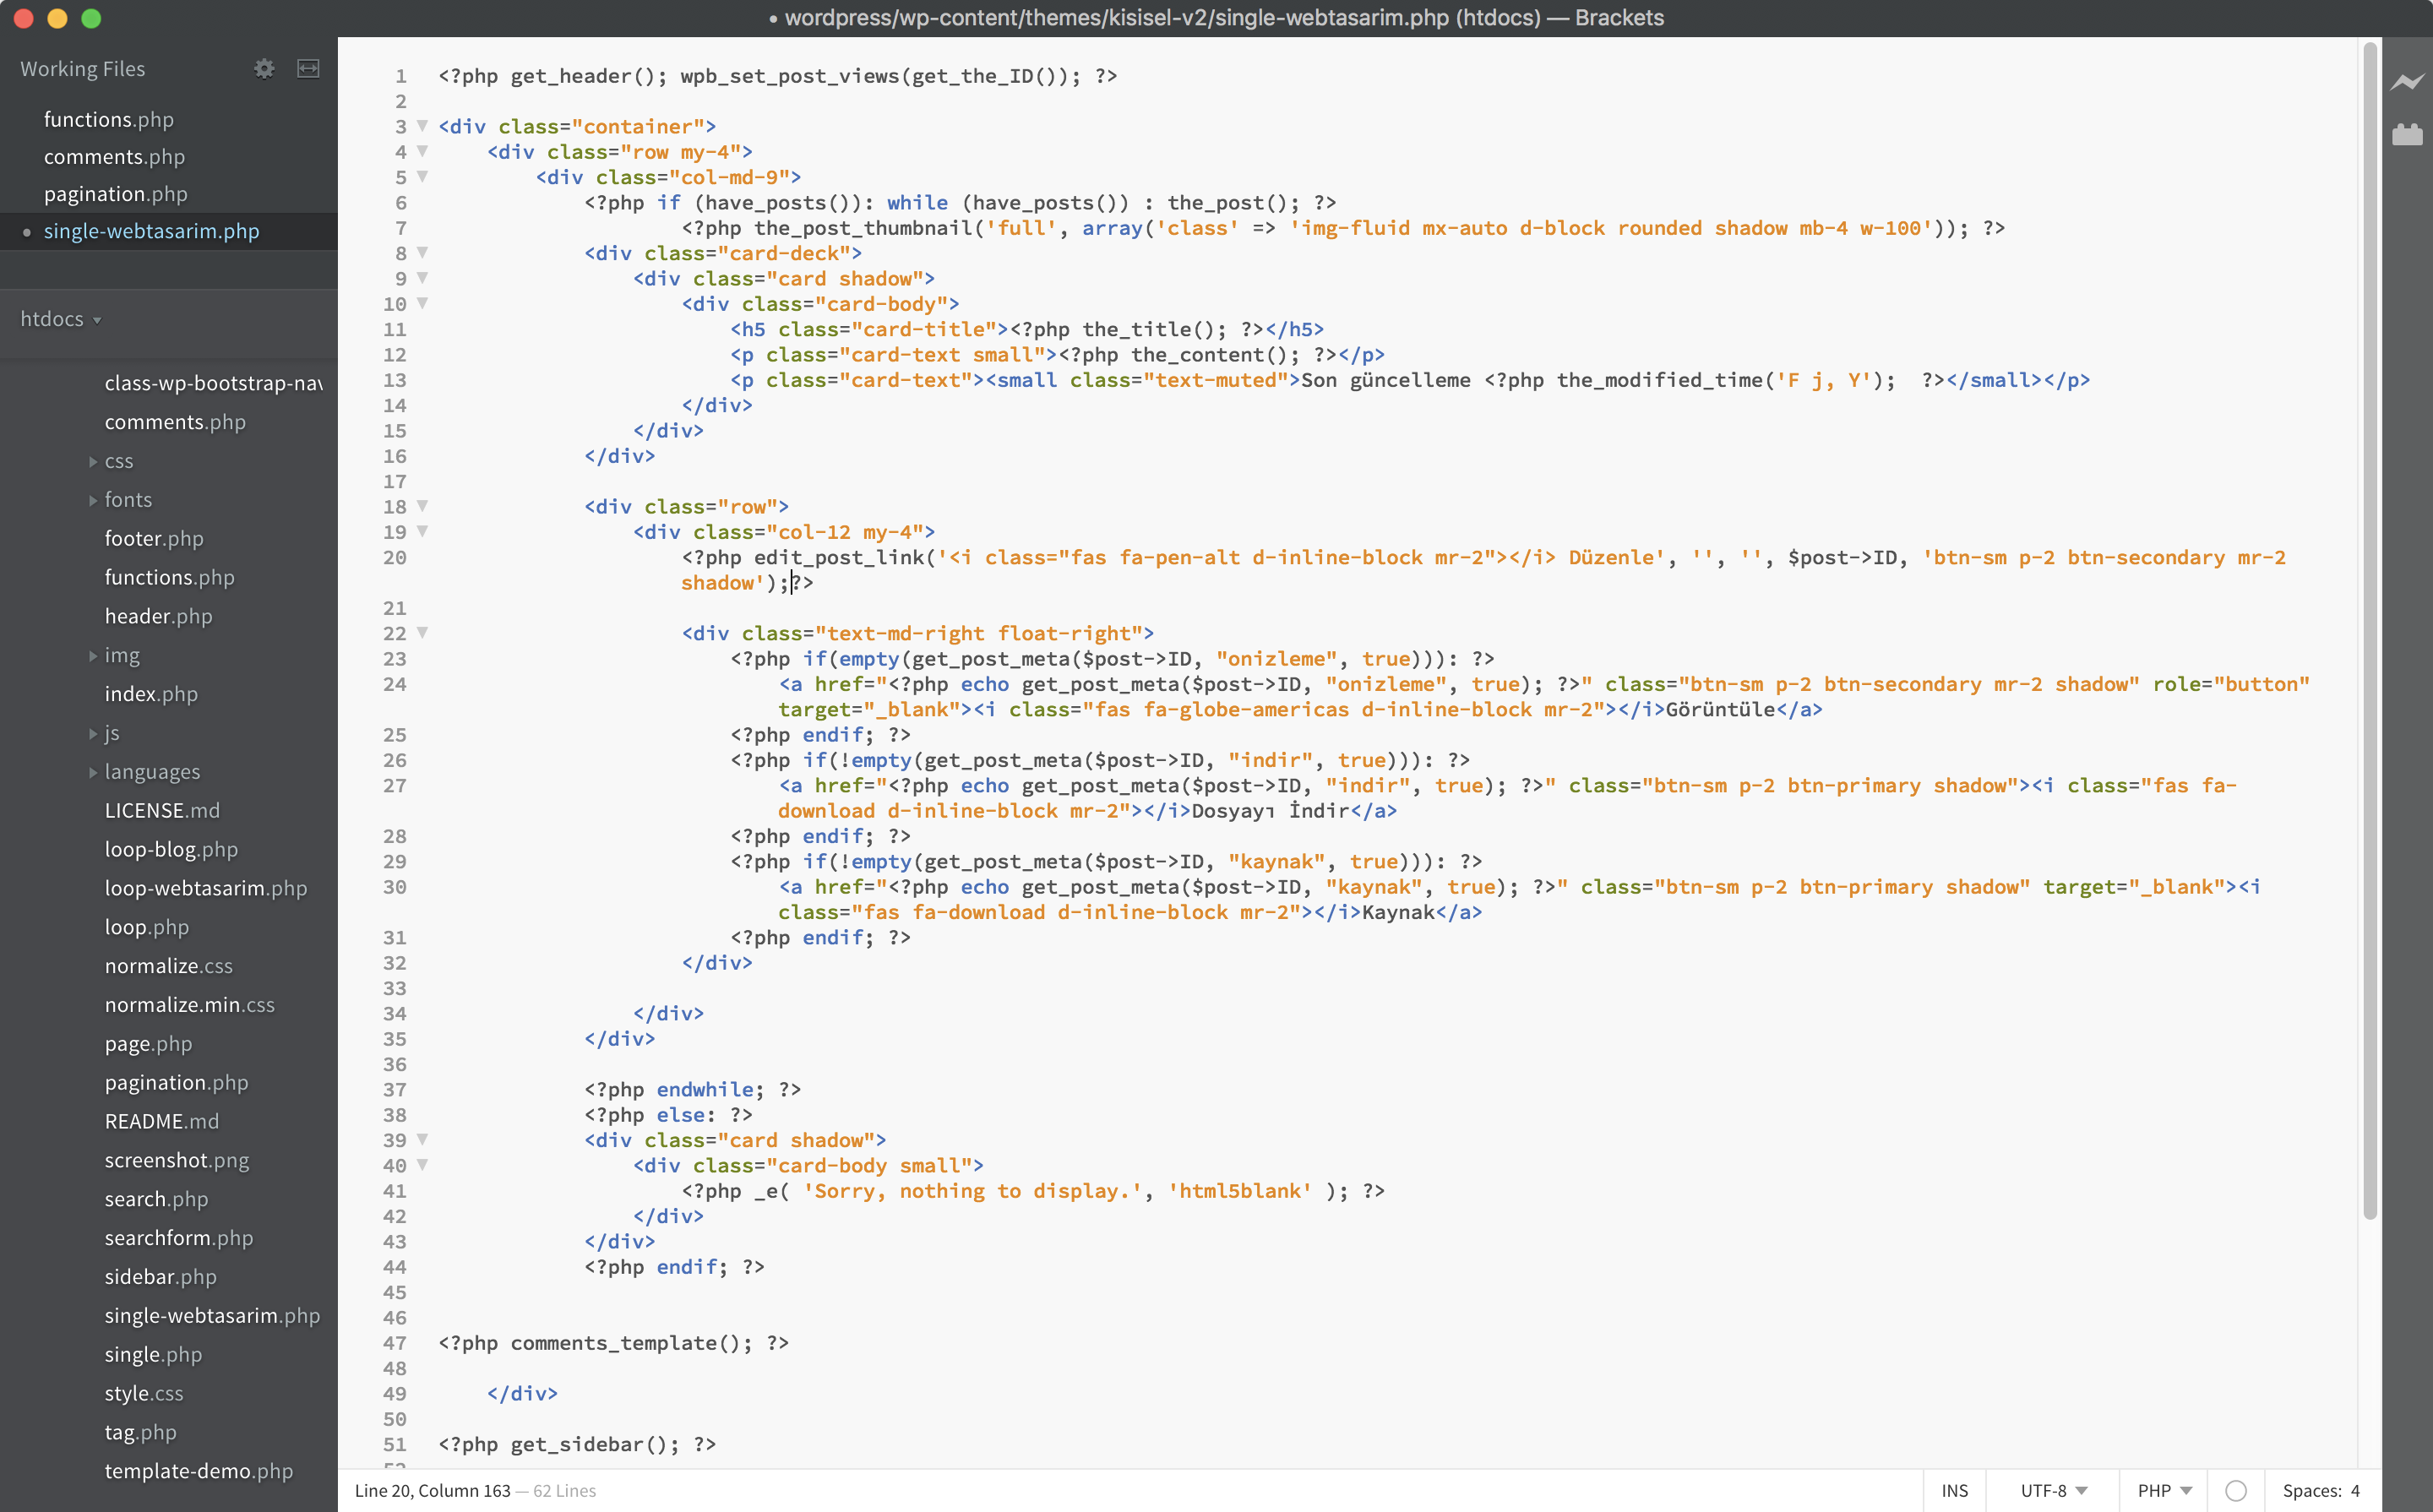 • wordpress/wp-content/themes/kisisel-v2/single-webtasarim.php (htdocs) — Brackets
Working Files
functions.php
comments.php
pagination.php
• single-webtasarim.php
htdocs
class-wp-bootstrap-nav
comments.php
css
fonts
footer.php
functions.php
header.php
img
index.php
js
languages
LICENSE.md
loop-blog.php
loop-webtasarim.php
loop.php
normalize.css
normalize.min.css
page.php
pagination.php
README.md
screenshot.png
search.php
searchform.php
sidebar.php
single-webtasarim.php
single.php
style.css
tag.php
template-demo.php
1 <?php get_header(); wpb_set_post_views(get_the_ID()); ?>
2
3 <div class="container">
4 <div class="row my-4">
5 <div class="col-md-9">
6 <?php if (have_posts()): while (have_posts()) : the_post(); ?>
7 <?php the_post_thumbnail('full', array('class' => 'img-fluid mx-auto d-block rounded shadow mb-4 w-100')); ?>
8 <div class="card-deck">
9 <div class="card shadow">
10 <div class="card-body">
11 <h5 class="card-title"><?php the_title(); ?></h5>
12 <p class="card-text small"><?php the_content(); ?></p>
13 <p class="card-text"><small class="text-muted">Son güncelleme <?php the_modified_time('F j, Y');  ?></small></p>
14 </div>
15 </div>
16 </div>
17
18 <div class="row">
19 <div class="col-12 my-4">
20 <?php edit_post_link('<i class="fas fa-pen-alt d-inline-block mr-2"></i> Düzenle', '', '', $post->ID, 'btn-sm p-2 btn-secondary mr-2
shadow');?>
21
22 <div class="text-md-right float-right">
23 <?php if(empty(get_post_meta($post->ID, "onizleme", true))): ?>
24 <a href="<?php echo get_post_meta($post->ID, "onizleme", true); ?>" class="btn-sm p-2 btn-secondary mr-2 shadow" role="button"
target="_blank"><i class="fas fa-globe-americas d-inline-block mr-2"></i>Görüntüle</a>
25 <?php endif; ?>
26 <?php if(!empty(get_post_meta($post->ID, "indir", true))): ?>
27 <a href="<?php echo get_post_meta($post->ID, "indir", true); ?>" class="btn-sm p-2 btn-primary shadow"><i class="fas fa-
download d-inline-block mr-2"></i>Dosyayı İndir</a>
28 <?php endif; ?>
29 <?php if(!empty(get_post_meta($post->ID, "kaynak", true))): ?>
30 <a href="<?php echo get_post_meta($post->ID, "kaynak", true); ?>" class="btn-sm p-2 btn-primary shadow" target="_blank"><i
class="fas fa-download d-inline-block mr-2"></i>Kaynak</a>
31 <?php endif; ?>
32 </div>
33
34 </div>
35 </div>
36
37 <?php endwhile; ?>
38 <?php else: ?>
39 <div class="card shadow">
40 <div class="card-body small">
41 <?php _e( 'Sorry, nothing to display.', 'html5blank' ); ?>
42 </div>
43 </div>
44 <?php endif; ?>
45
46
47 <?php comments_template(); ?>
48
49 </div>
50
51 <?php get_sidebar(); ?>
Line 20, Column 163 — 62 Lines
INS
UTF-8
PHP
Spaces: 4